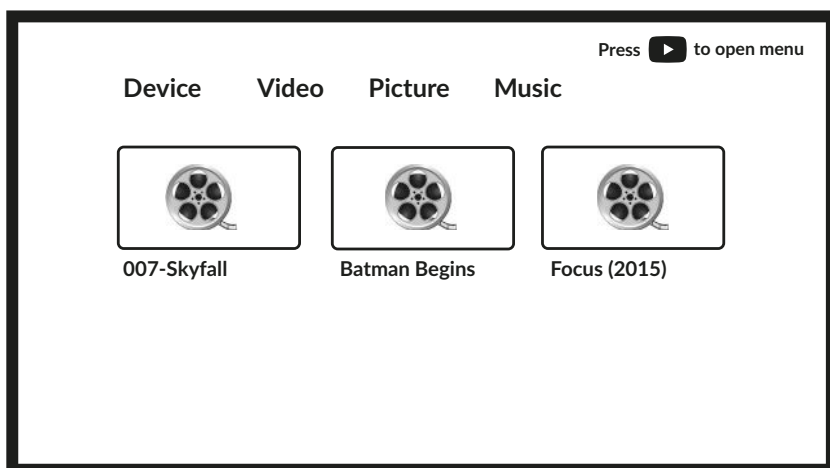 Press to open menu
Device Video Picture Music
007-Skyfall Batman Begins Focus (2015)